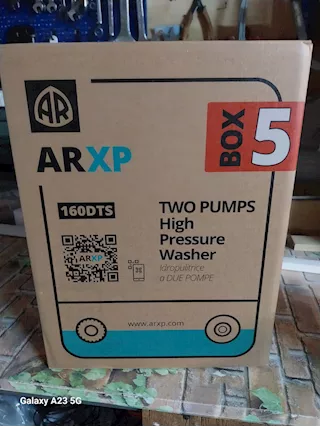 AR
BOX 5
ARXP
160DTS
TWO PUMPS
High
Pressure
Washer
Idropulitrice
a DUE POMPE
ARXP
www.arxp.com
Galaxy A23 5G